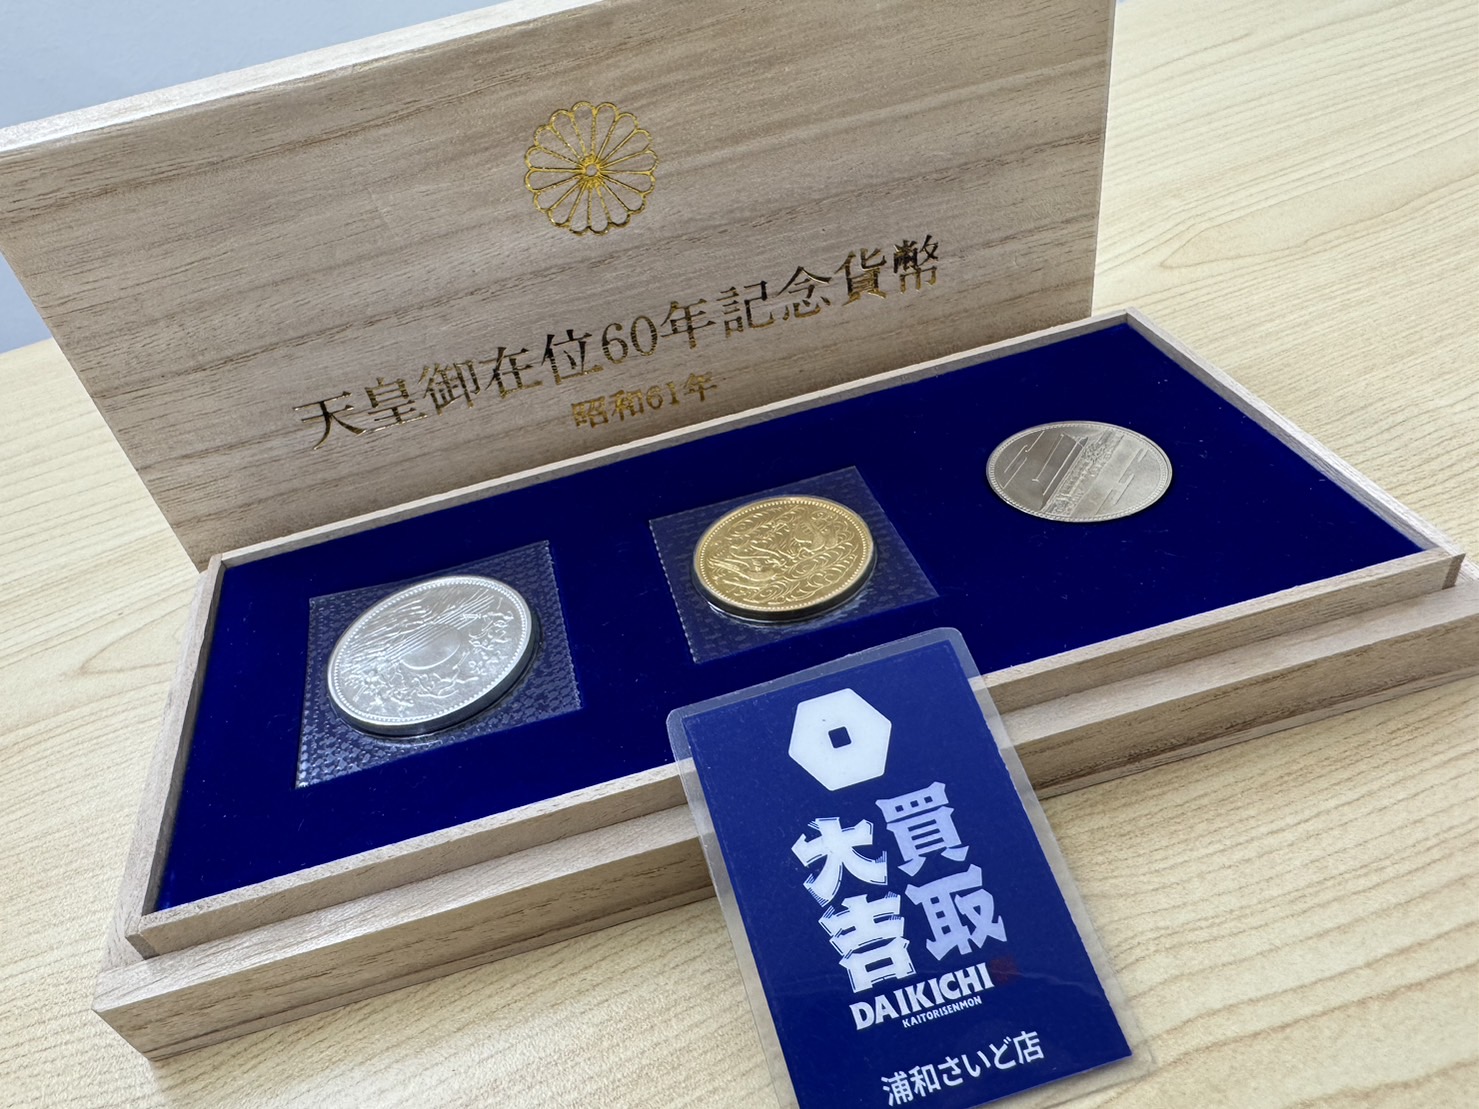 天皇御在位60年記念貨幣
昭和61年
買取
大吉
DAIKICHI
KAITORISENMON
浦和さいど店